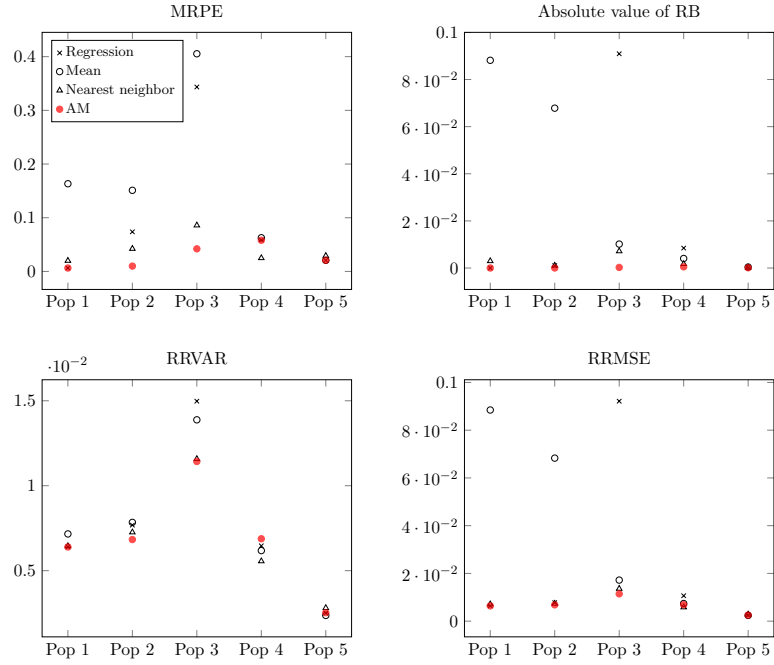 MRPE
0.4
0.3
0.2
0.1
0
Regression
Mean
Nearest neighbor
AM
Pop 1 Pop 2 Pop 3 Pop 4 Pop 5
Absolute value of RB
0.1
8 · 10⁻²
6 · 10⁻²
4 · 10⁻²
2 · 10⁻²
0
Pop 1 Pop 2 Pop 3 Pop 4 Pop 5
RRVAR
·10⁻²
1.5
1
0.5
Pop 1 Pop 2 Pop 3 Pop 4 Pop 5
RRMSE
0.1
8 · 10⁻²
6 · 10⁻²
4 · 10⁻²
2 · 10⁻²
0
Pop 1 Pop 2 Pop 3 Pop 4 Pop 5